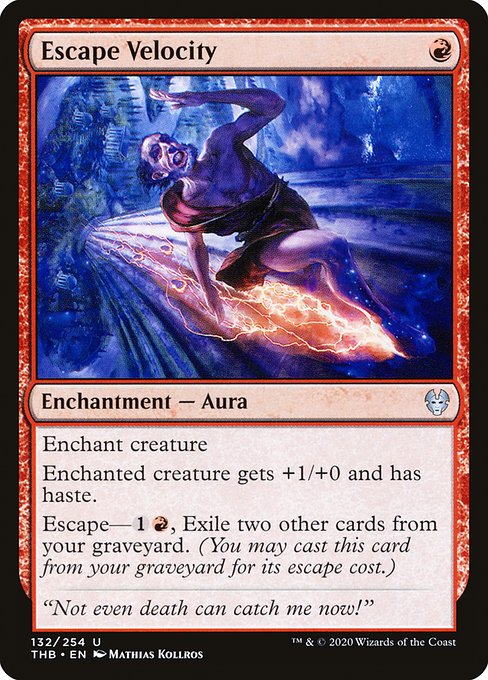 Escape Velocity
Enchantment — Aura
Enchant creature
Enchanted creature gets +1/+0 and has
haste.
Escape—1, Exile two other cards from
your graveyard. (You may cast this card
from your graveyard for its escape cost.)
“Not even death can catch me now!”
132/254 U
THB • EN Mathias Kollros
™ & © 2020 Wizards of the Coast